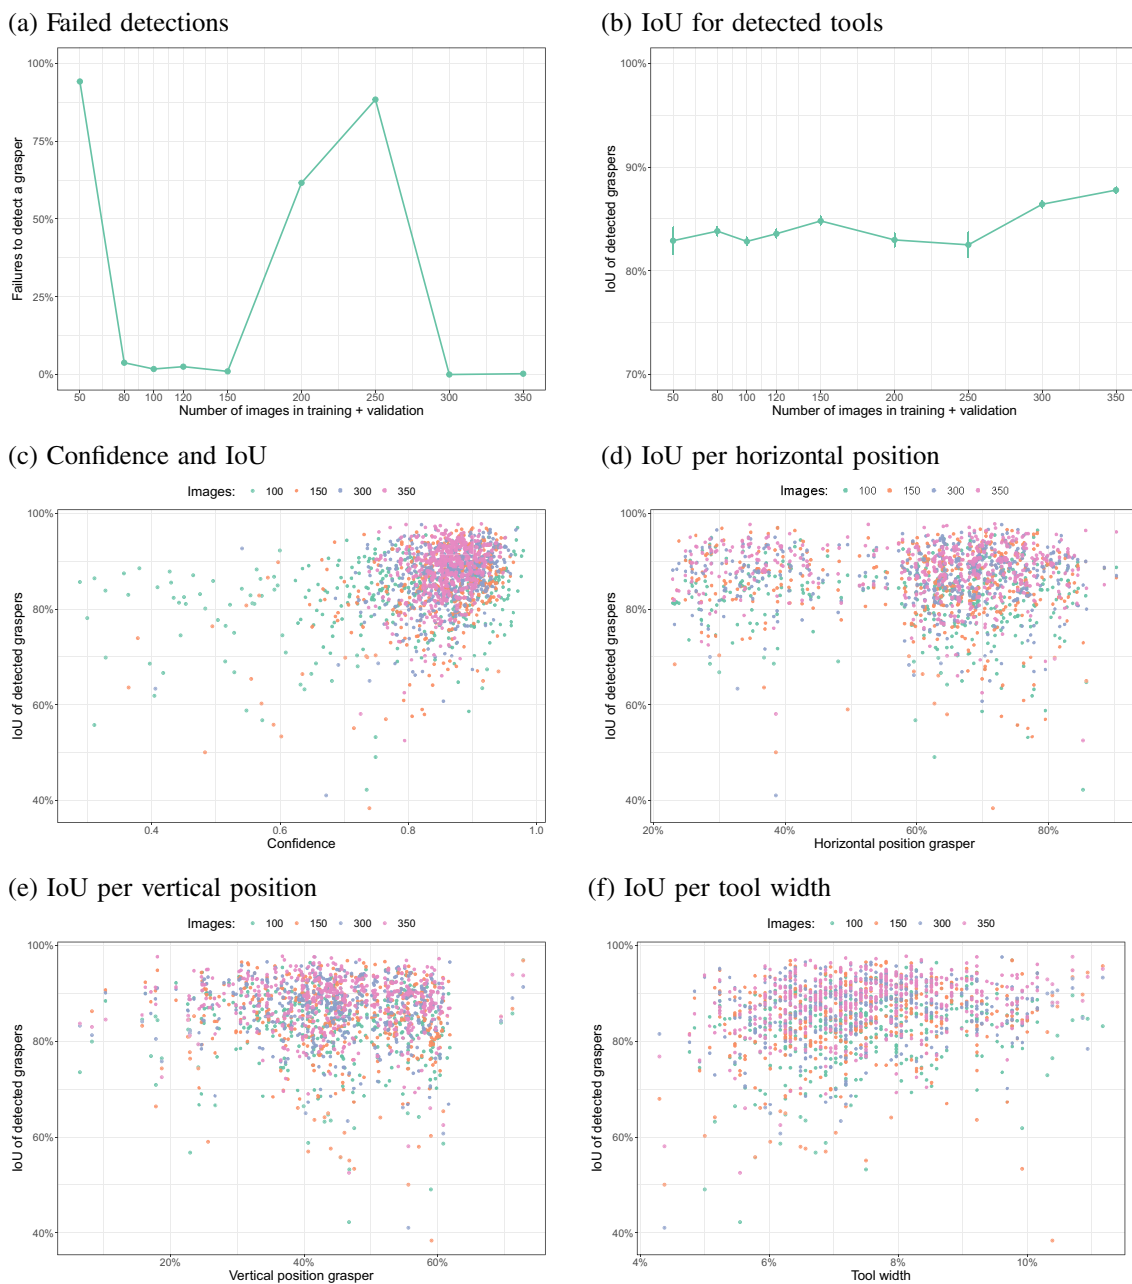 (a) Failed detections
100%
75%
50%
25%
0%
Failures to detect a grasper
50 80 100 120 150 200 250 300 350
Number of images in training + validation
(b) IoU for detected tools
100%
90%
80%
70%
IoU of detected graspers
50 80 100 120 150 200 250 300 350
Number of images in training + validation
(c) Confidence and IoU
Images: 100 150 300 350
100%
80%
60%
40%
IoU of detected graspers
0.4 0.6 0.8 1.0
Confidence
(d) IoU per horizontal position
Images: 100 150 300 350
100%
80%
60%
40%
IoU of detected graspers
20% 40% 60% 80%
Horizontal position grasper
(e) IoU per vertical position
Images: 100 150 300 350
100%
80%
60%
40%
IoU of detected graspers
20% 40% 60%
Vertical position grasper
(f) IoU per tool width
Images: 100 150 300 350
100%
80%
60%
40%
IoU of detected graspers
4% 6% 8% 10%
Tool width